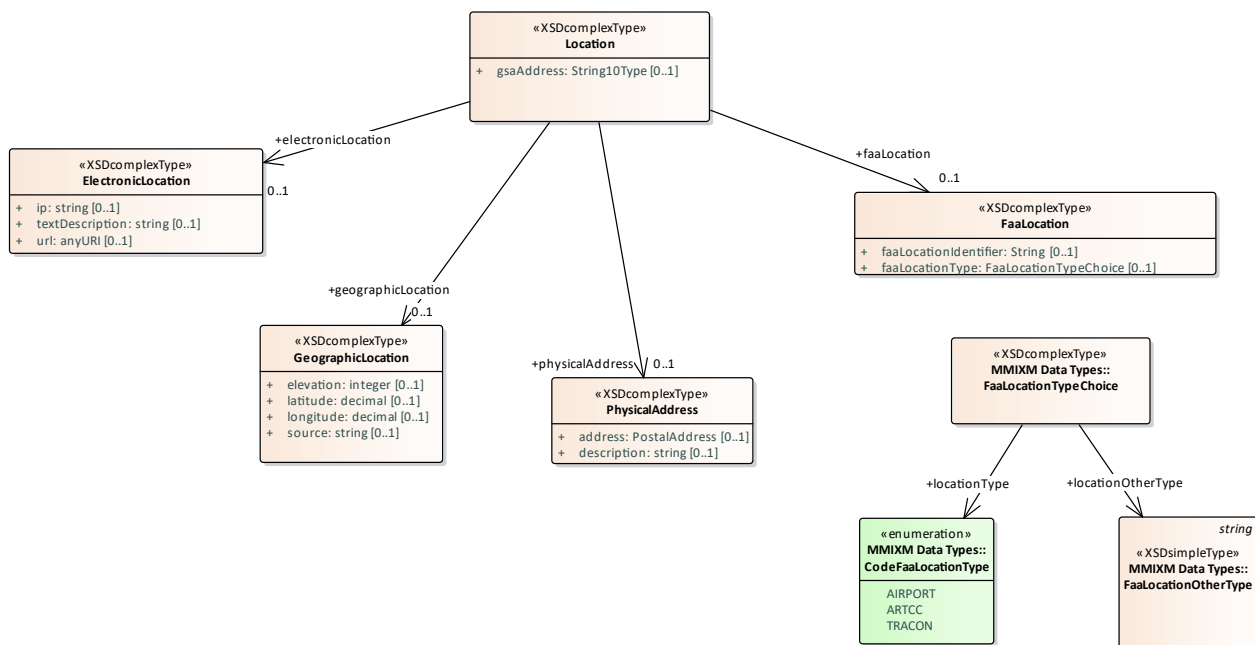 «XSDcomplexType»
Location
+ gsaAddress: String10Type [0..1]
+electronicLocation
0..1
«XSDcomplexType»
ElectronicLocation
+ ip: string [0..1]
+ textDescription: string [0..1]
+ url: anyURI [0..1]
+faaLocation
0..1
«XSDcomplexType»
FaaLocation
+ faaLocationIdentifier: String [0..1]
+ faaLocationType: FaaLocationTypeChoice [0..1]
+geographicLocation
0..1
«XSDcomplexType»
GeographicLocation
+ elevation: integer [0..1]
+ latitude: decimal [0..1]
+ longitude: decimal [0..1]
+ source: string [0..1]
+physicalAddress
0..1
«XSDcomplexType»
PhysicalAddress
+ address: PostalAddress [0..1]
+ description: string [0..1]
«XSDcomplexType»
MMIXM Data Types::
FaaLocationTypeChoice
+locationType
+locationOtherType
«enumeration»
MMIXM Data Types::
CodeFaaLocationType
AIRPORT
ARTCC
TRACON
string
«XSDsimpleType»
MMIXM Data Types::
FaaLocationOtherType